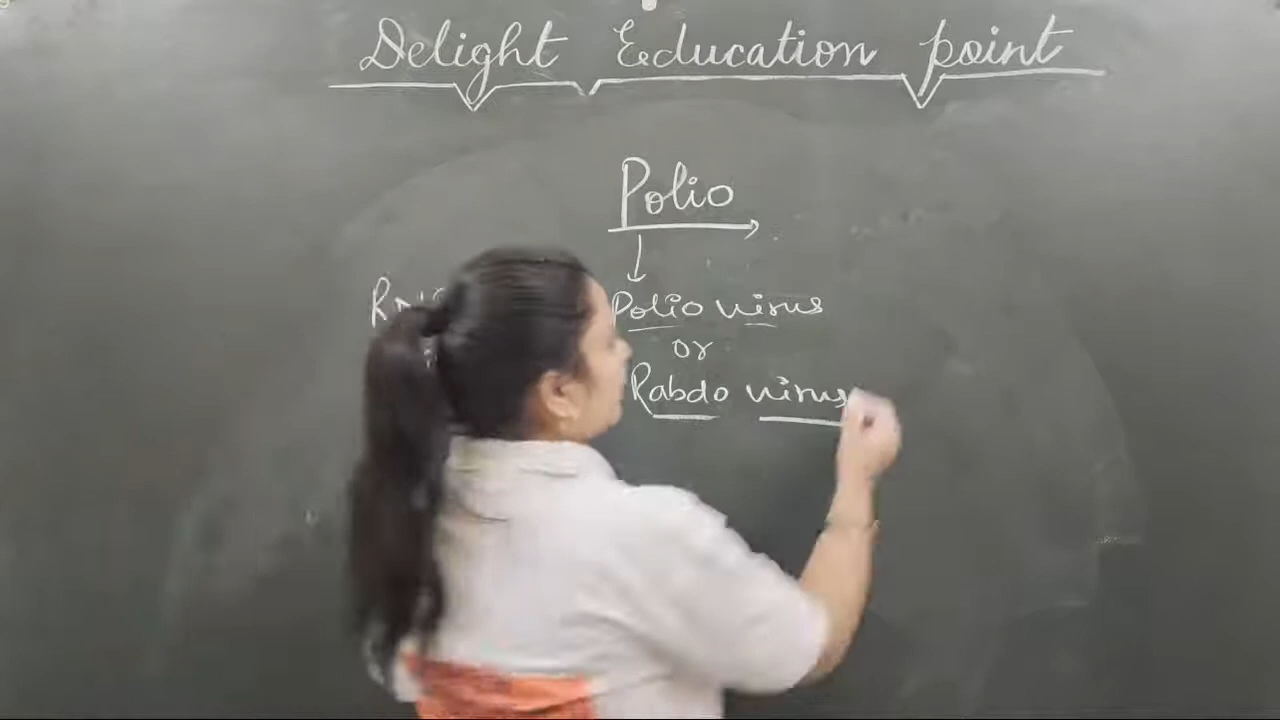 Delight Education point
Polio
Polio virus
or
Rabdo virus